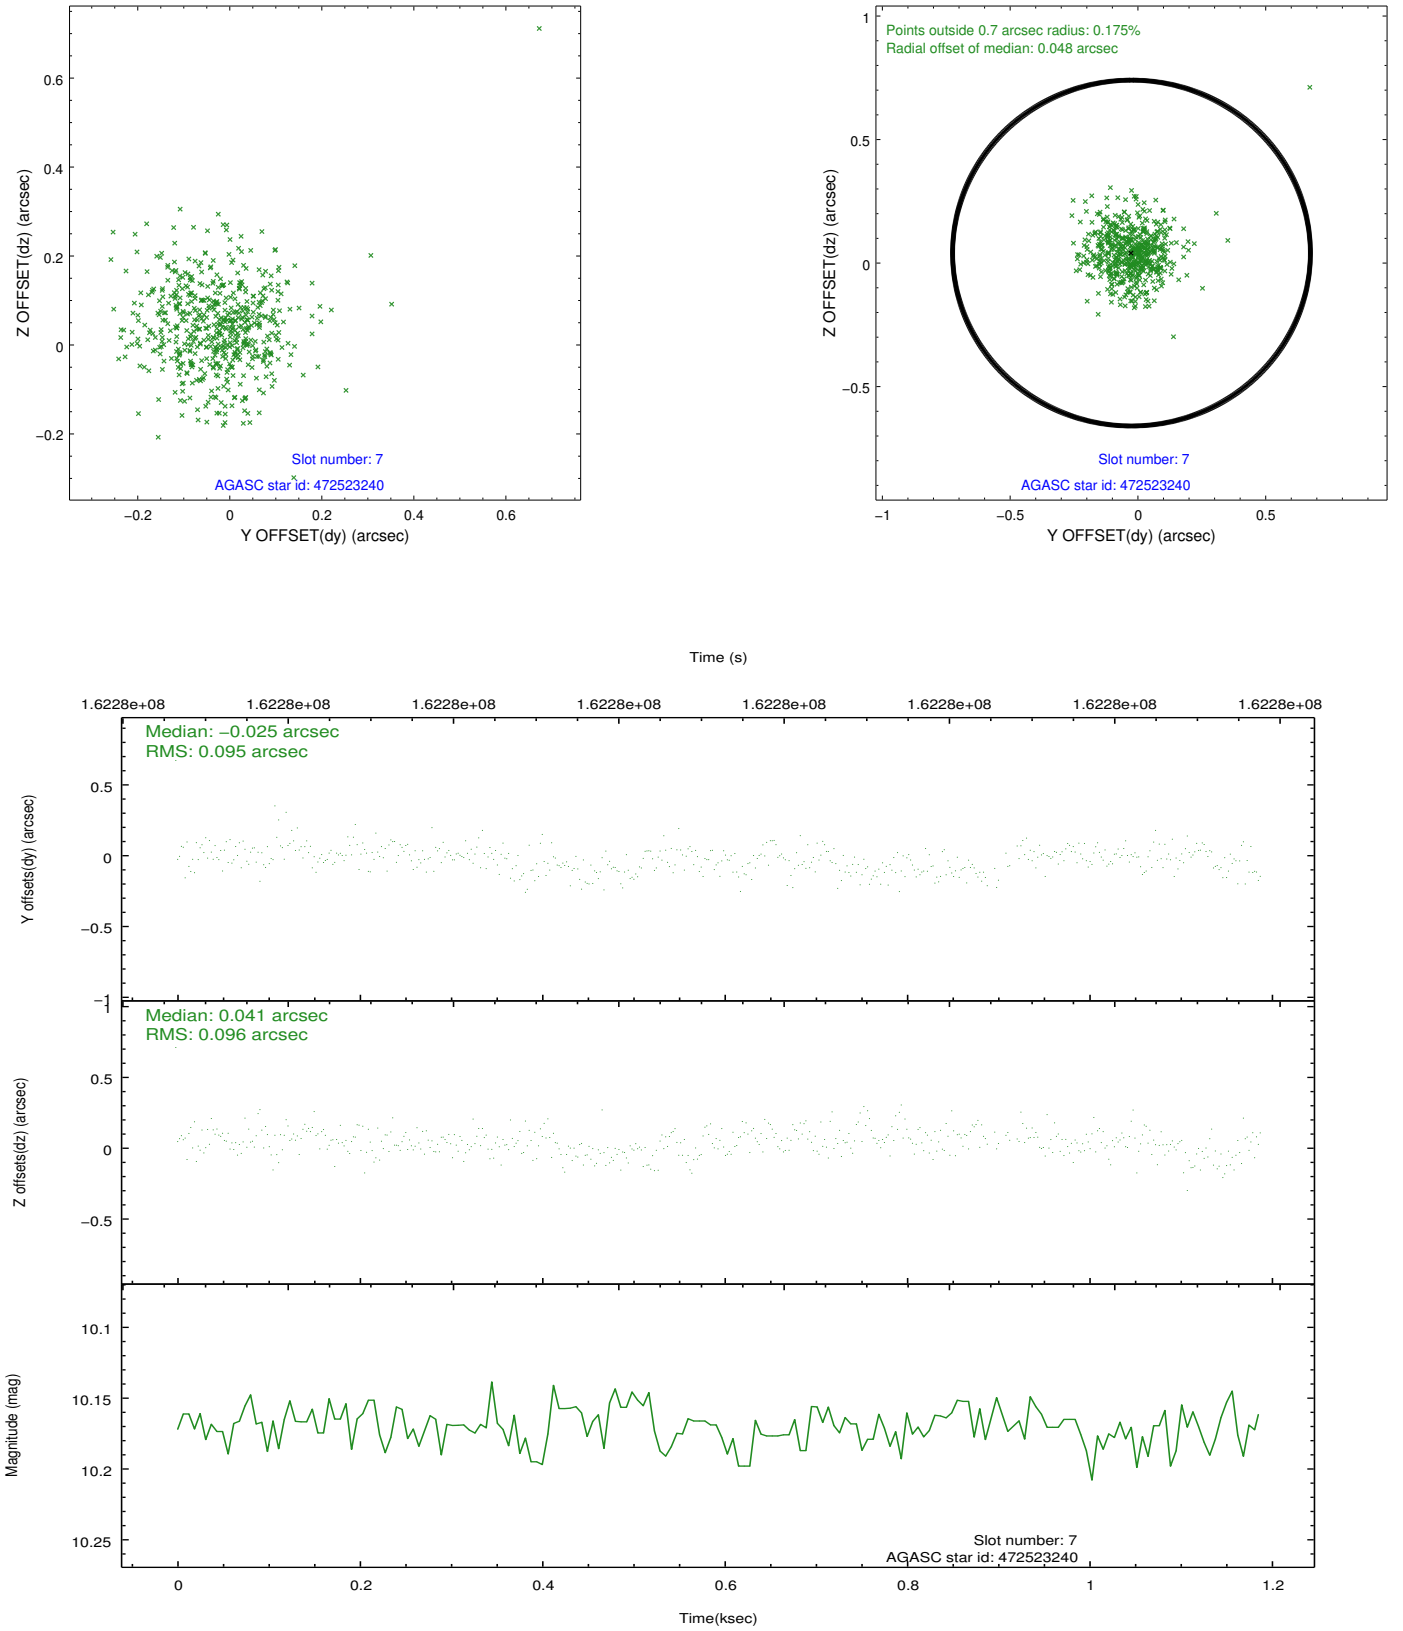 0.6
0.4
0.2
0
−0.2
Z OFFSET(dz) (arcsec)
Slot number: 7
AGASC star id: 472523240
−0.2
0
0.2
0.4
0.6
Y OFFSET(dy) (arcsec)
1
0.5
0
−0.5
Z OFFSET(dz) (arcsec)
Points outside 0.7 arcsec radius: 0.175%
Radial offset of median: 0.048 arcsec
Slot number: 7
AGASC star id: 472523240
−1
−0.5
0
0.5
Y OFFSET(dy) (arcsec)
Time (s)
1.6228e+08 1.6228e+08 1.6228e+08 1.6228e+08 1.6228e+08 1.6228e+08 1.6228e+08 1.6228e+08
Median: −0.025 arcsec
RMS: 0.095 arcsec
0.5
0
−0.5
−1
Y offsets(dy) (arcsec)
1
Median: 0.041 arcsec
RMS: 0.096 arcsec
0.5
0
−0.5
Z offsets(dz) (arcsec)
10.1
10.15
10.2
10.25
Magnitude (mag)
Slot number: 7
AGASC star id: 472523240
0 0.2 0.4 0.6 0.8 1 1.2
Time(ksec)